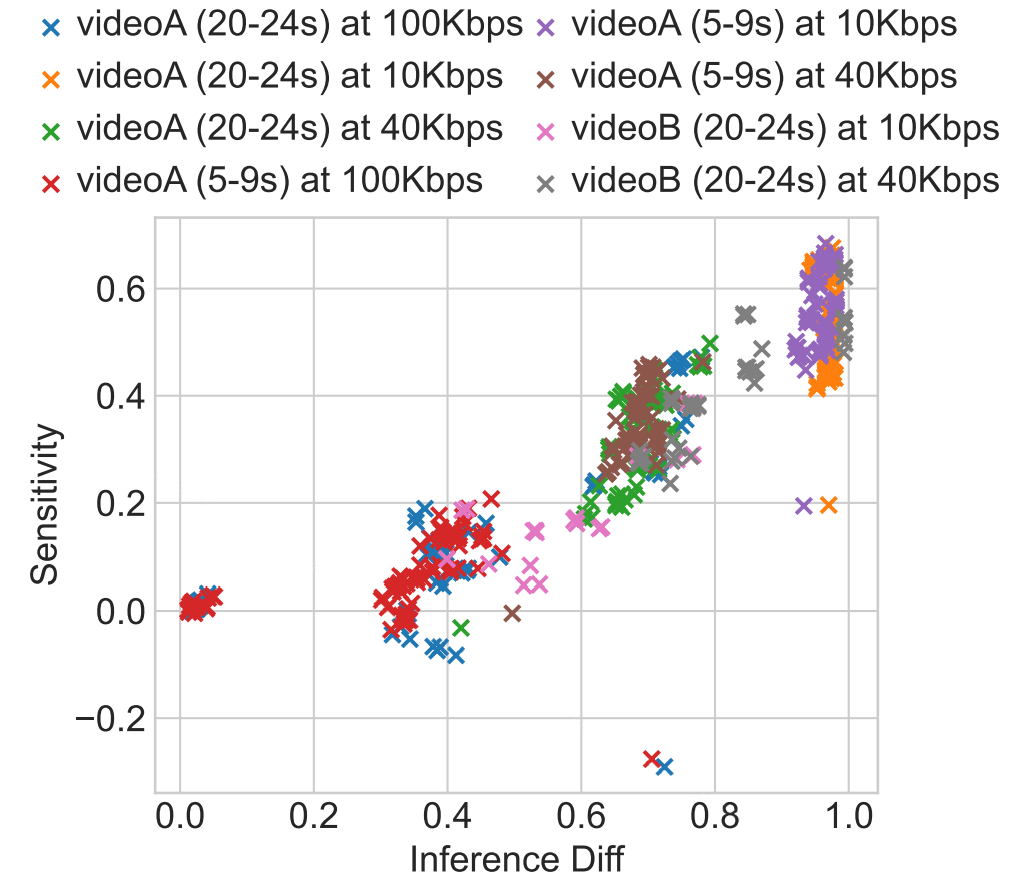 videoA (20-24s) at 100Kbps
videoA (20-24s) at 10Kbps
videoA (20-24s) at 40Kbps
videoA (5-9s) at 100Kbps
videoA (5-9s) at 10Kbps
videoA (5-9s) at 40Kbps
videoB (20-24s) at 10Kbps
videoB (20-24s) at 40Kbps
Sensitivity
0.6
0.4
0.2
0.0
−0.2
0.0 0.2 0.4 0.6 0.8 1.0
Inference Diff